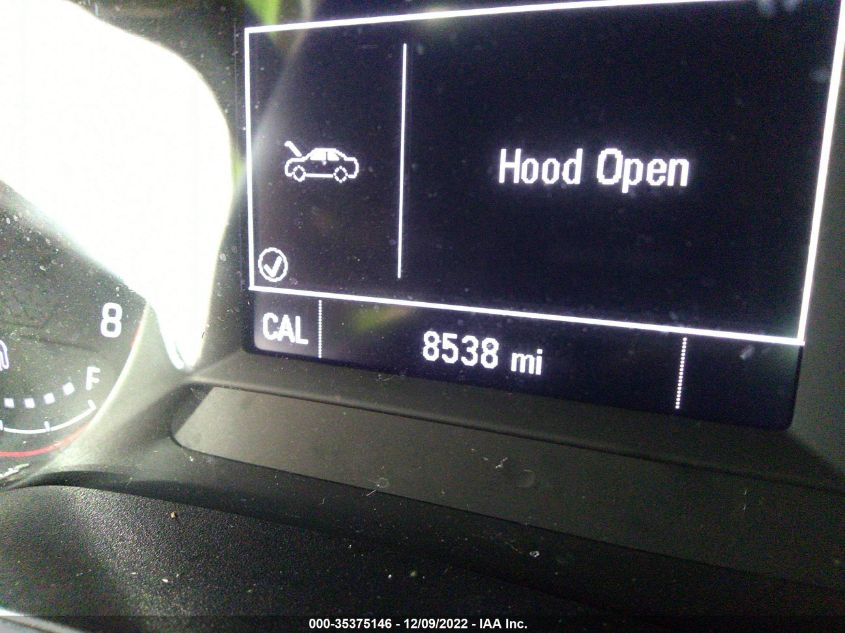 Hood Open
8
CAL
8538 mi
F
000-35375146 - 12/09/2022 - IAA Inc.